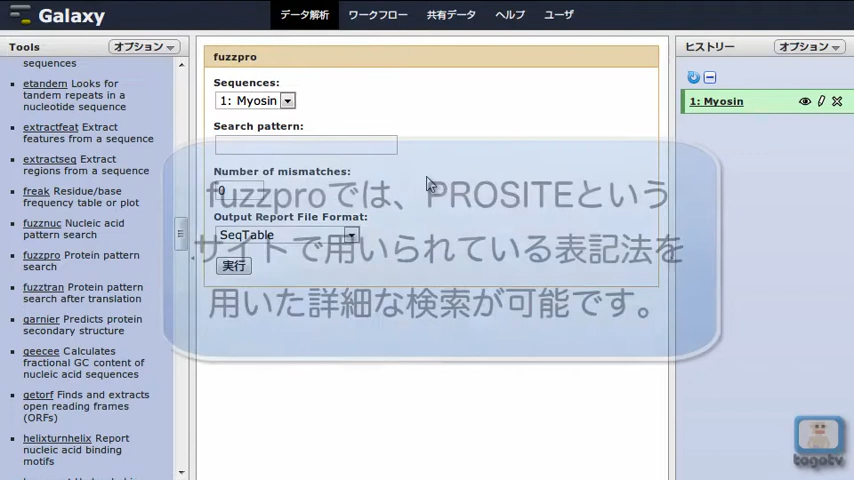 Galaxy
データ解析 ワークフロー 共有データ ヘルプ ユーザ
Tools
オプション
sequences
etandem Looks for
tandem repeats in a
nucleotide sequence
extractfeat Extract
features from a sequence
extractseq Extract
regions from a sequence
freak Residue/base
frequency table or plot
fuzznuc Nucleic acid
pattern search
fuzzpro Protein pattern
search
fuzztran Protein pattern
search after translation
garnier Predicts protein
secondary structure
geecee Calculates
fractional GC content of
nucleic acid sequences
getorf Finds and extracts
open reading frames
(ORFs)
helixturnhelix Report
nucleic acid binding
motifs
fuzzpro
Sequences:
1: Myosin
Search pattern:
Number of mismatches:
0
Output Report File Format:
SeqTable
実行
fuzzproでは、PROSITEという
サイトで用いられている表記法を
用いた詳細な検索が可能です。
ヒストリー
オプション
1: Myosin
togotv